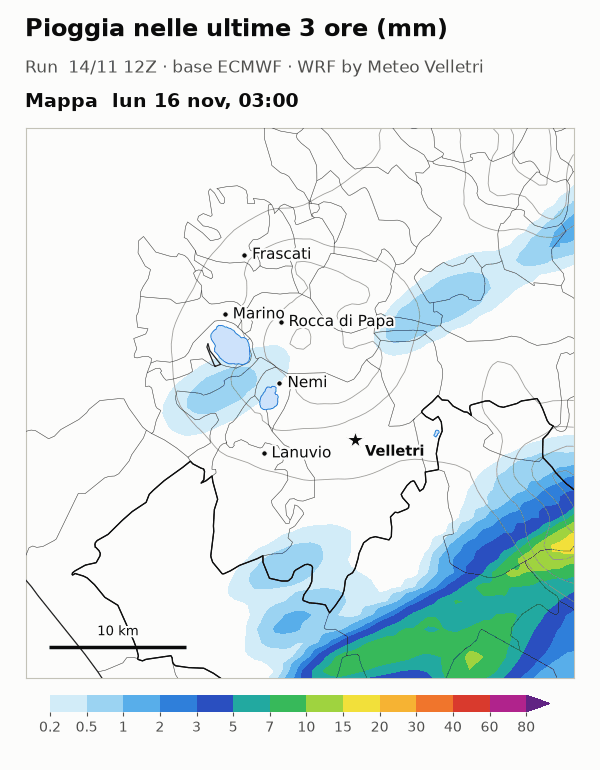 Pioggia nelle ultime 3 ore (mm)
Run  14/11 12Z · base ECMWF · WRF by Meteo Velletri
Mappa  lun 16 nov, 03:00
Frascati
Marino
Rocca di Papa
Nemi
Velletri
Lanuvio
10 km
0.2 0.5 1 2 3 5 7 10 15 20 30 40 60 80